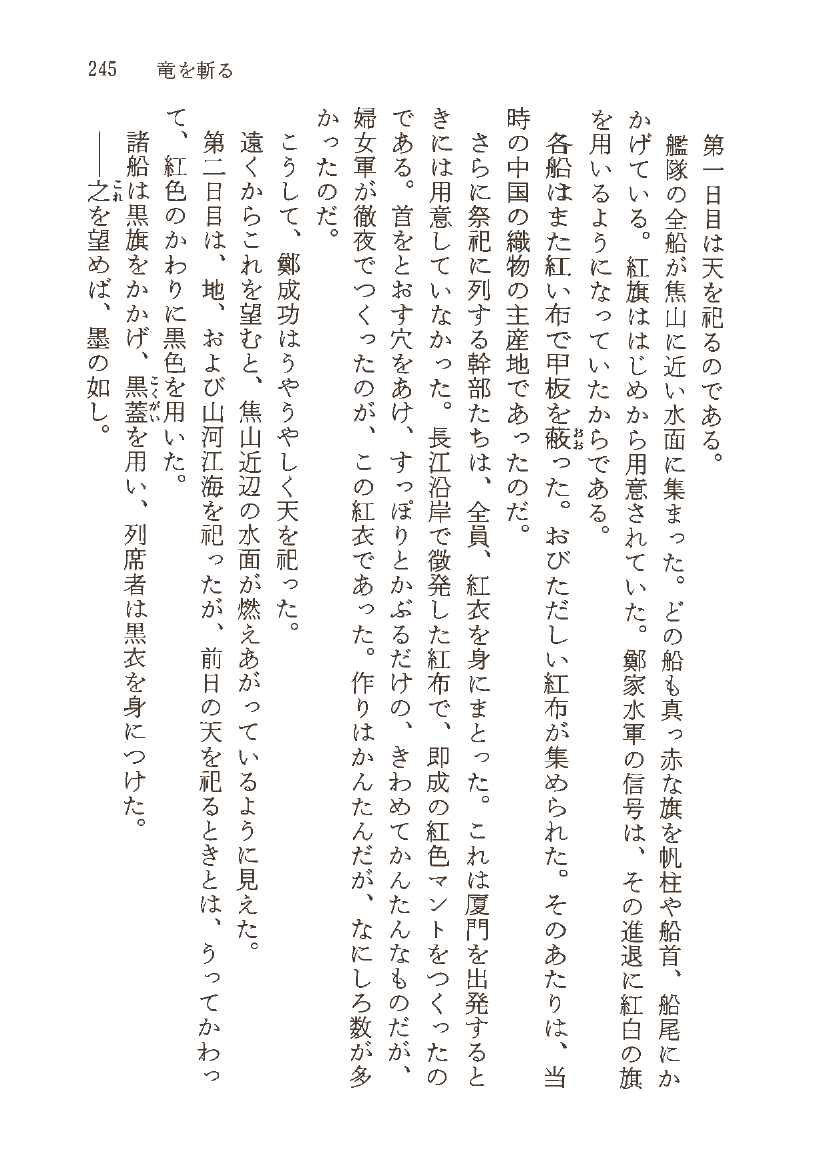 245 竜を斬る
第一日目は天を祀るのである。
艦隊の全船が焦山に近い水面に集まった。どの船も真っ赤な旗を帆柱や船首、船尾にか
かげている。紅旗ははじめから用意されていた。鄭家水軍の信号は、その進退に紅白の旗
を用いるようになっていたからである。
各船はまた紅い布で甲板を蔽おおった。おびただしい紅布が集められた。そのあたりは、当
時の中国の織物の主産地であったのだ。
さらに祭祀に列する幹部たちは、全員、紅衣を身にまとった。これは厦門を出発すると
きには用意していなかった。長江沿岸で徴発した紅布で、即成の紅色マントをつくったの
である。首をとおす穴をあけ、すっぽりとかぶるだけの、きわめてかんたんなものだが、
婦女軍が徹夜でつくったのが、この紅衣であった。作りはかんたんだが、なにしろ数が多
かったのだ。
こうして、鄭成功はうやうやしく天を祀った。
遠くからこれを望むと、焦山近辺の水面が燃えあがっているように見えた。
第二日目は、地、および山河江海を祀ったが、前日の天を祀るときとは、うってかわっ
て、紅色のかわりに黒色を用いた。
諸船は黒旗をかかげ、黒蓋こくがいを用い、列席者は黒衣を身につけた。
――之これを望めば、墨の如し。